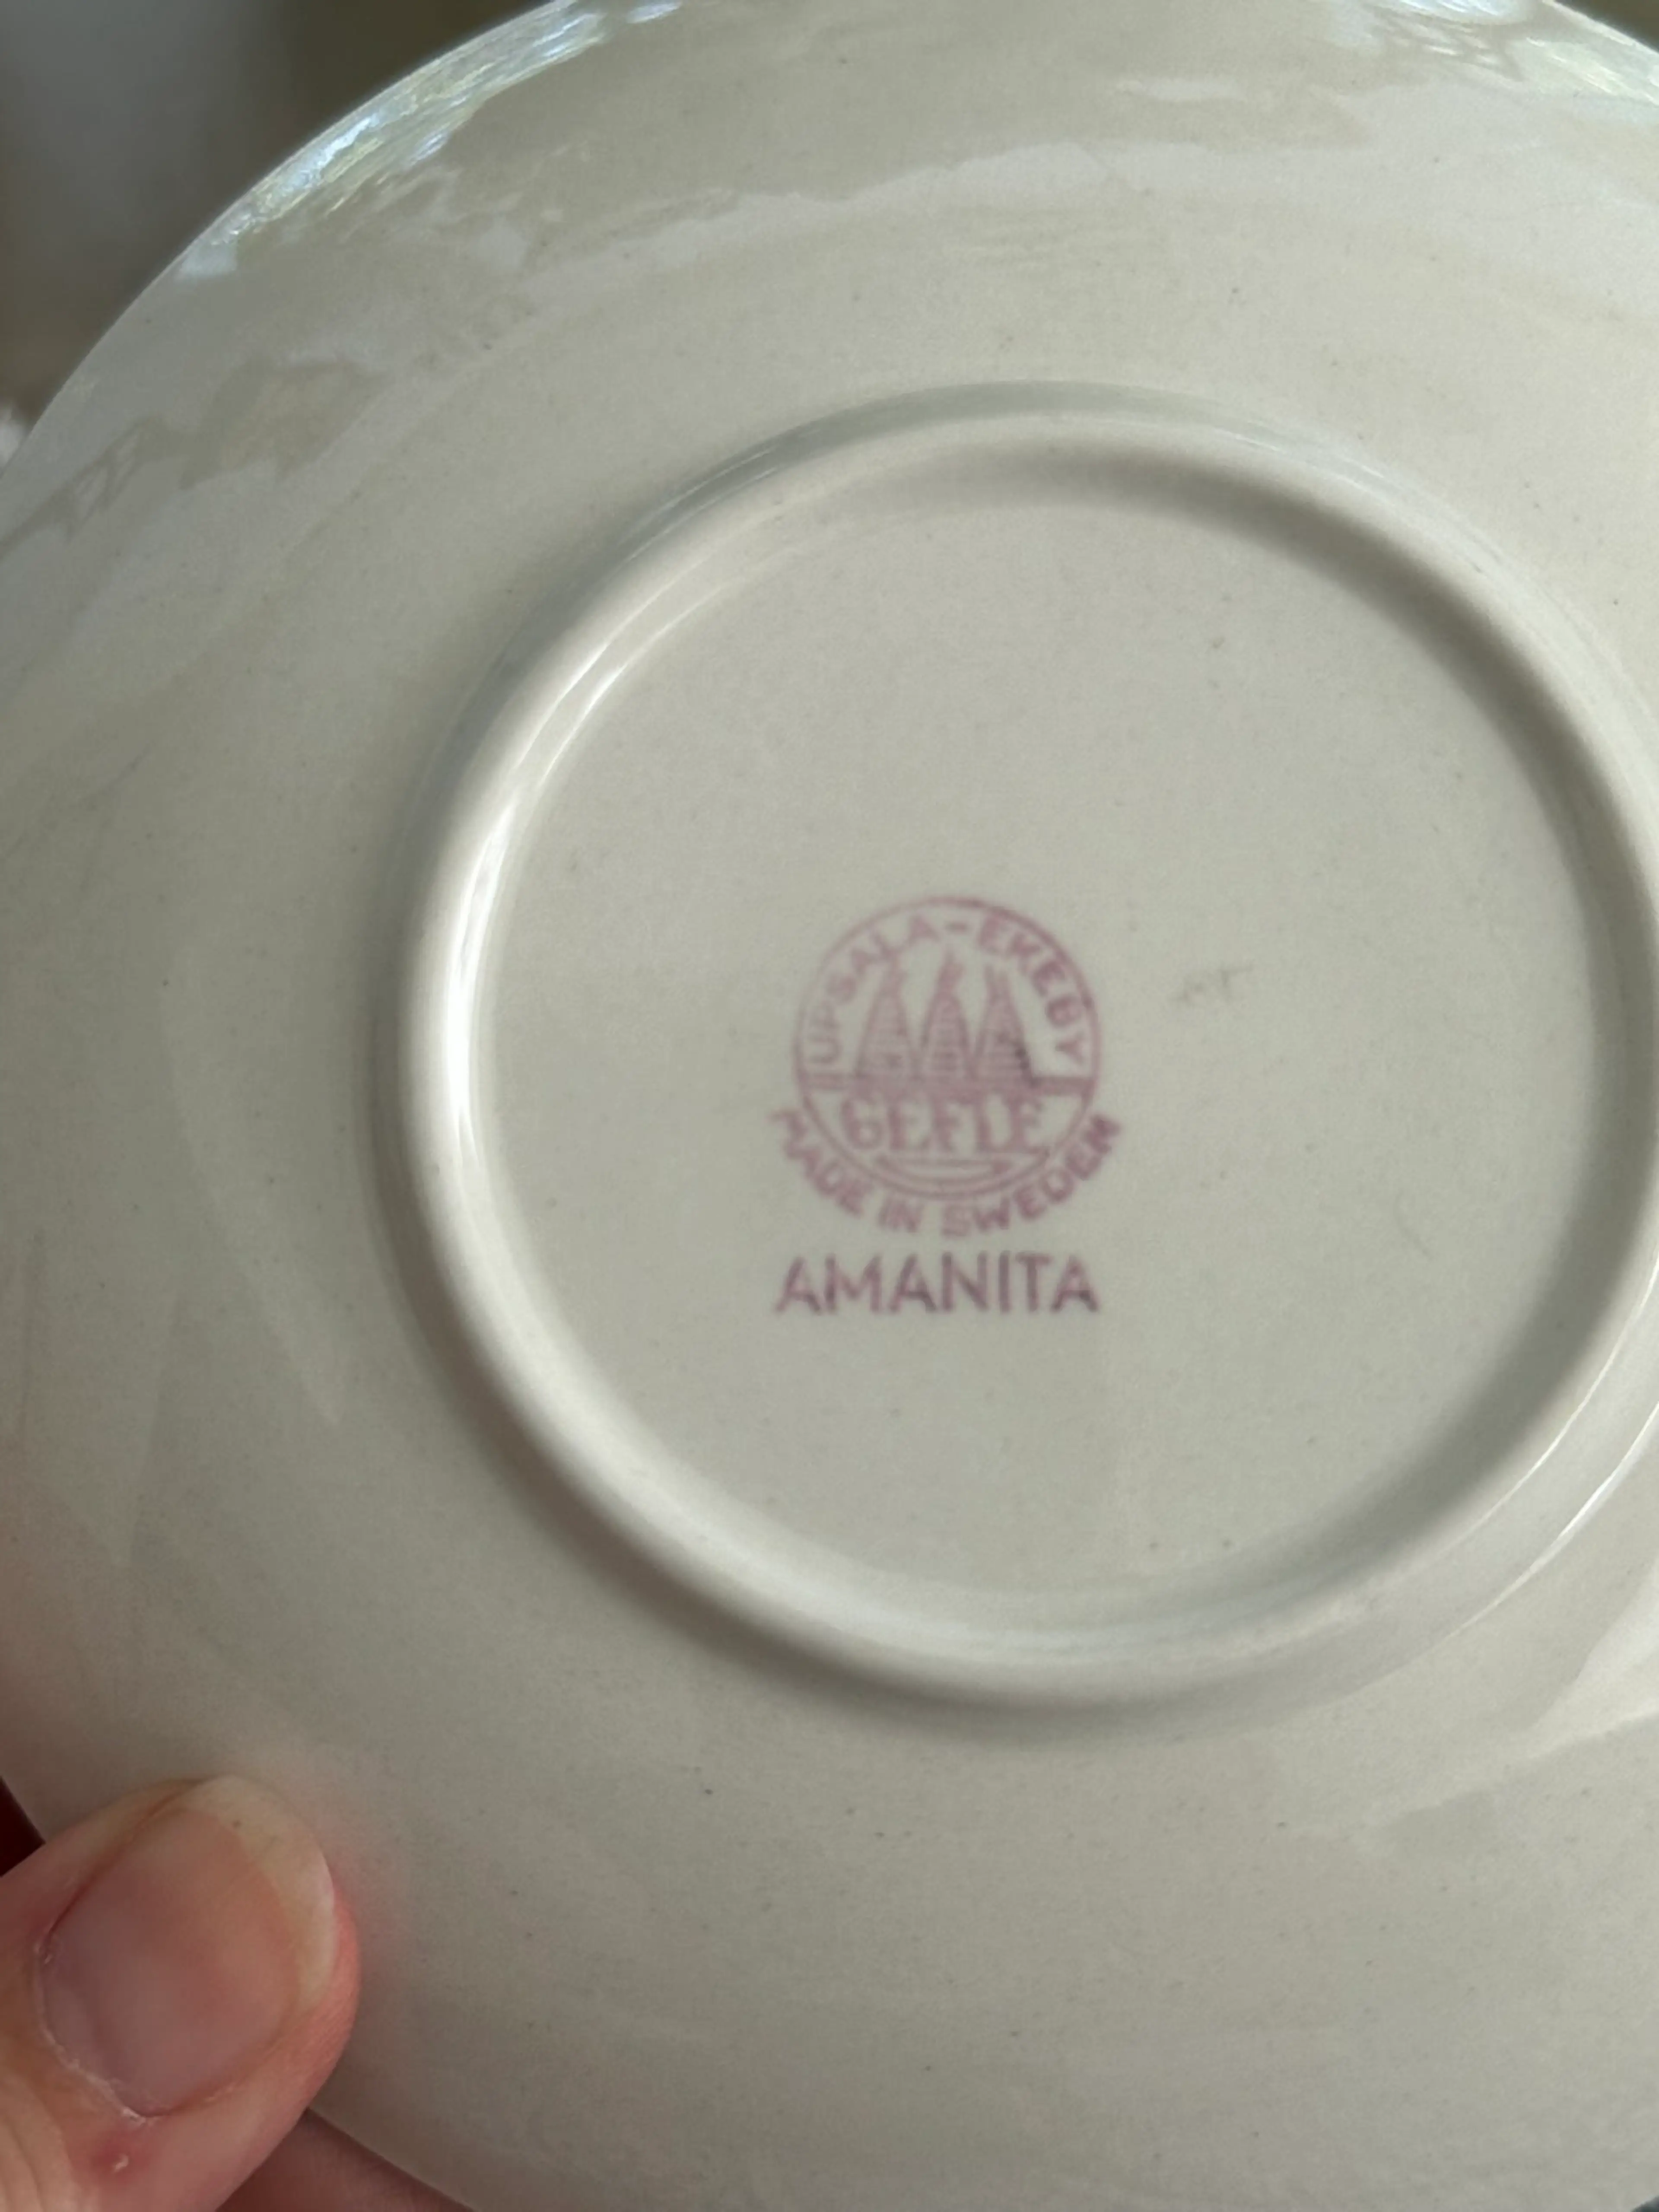 UPSALA-EKEBY
GEFLE
MADE IN SWEDEN
AMANITA